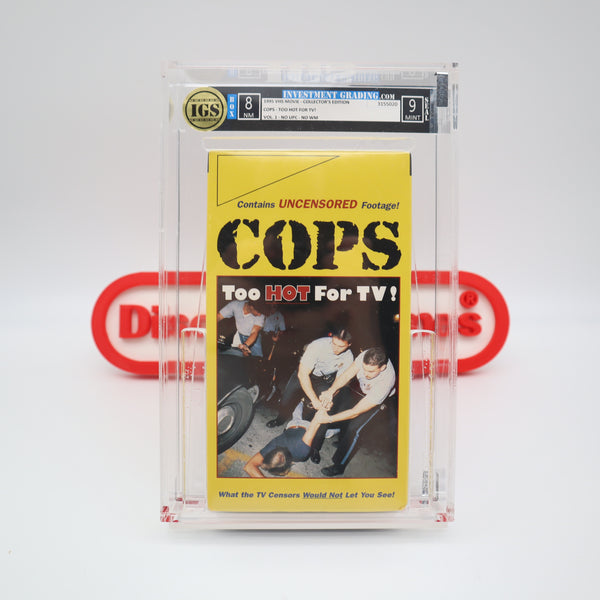 IGS
BOX
8
NM
INVESTMENT GRADING.COM
1995 VHS MOVIE - COLLECTOR'S EDITION 3155020
COPS - TOO HOT FOR TV!
VOL. 1 - NO UPC - NO WM
9
MINT
SEAL
Contains UNCENSORED Footage!
COPS
Too HOT For TV!
What the TV Censors Would Not Let You See!
®